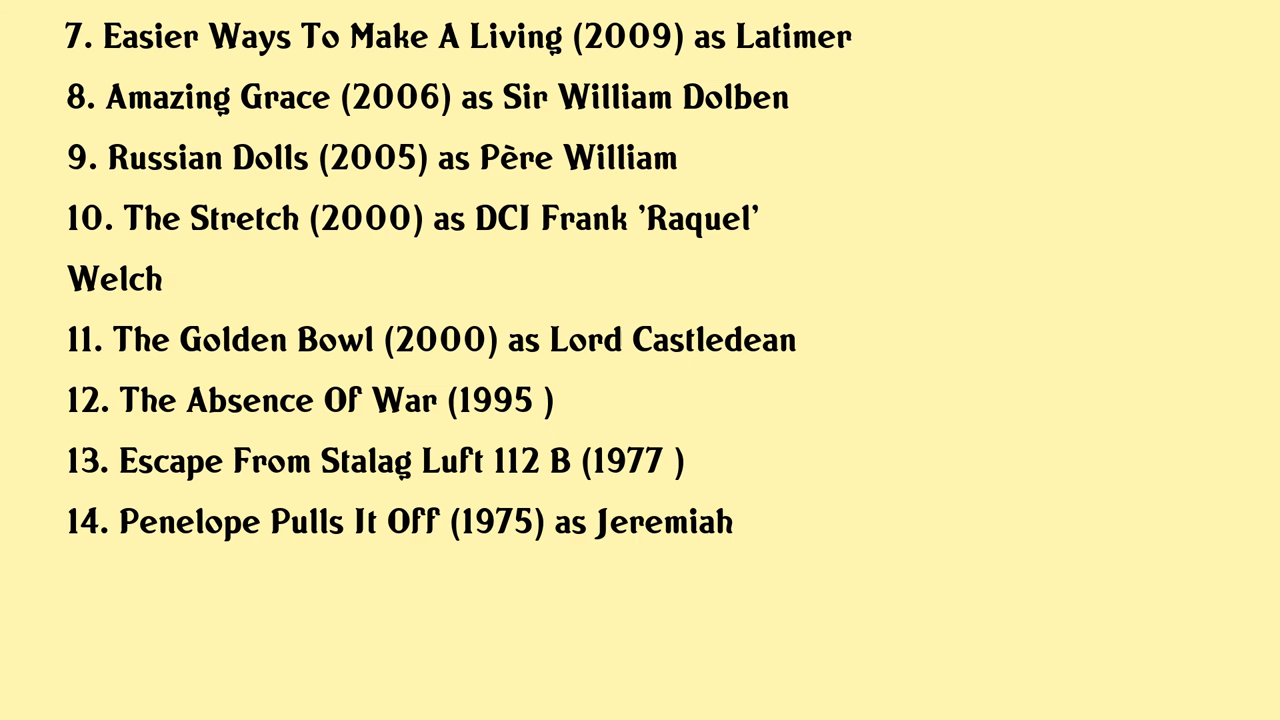 7. Easier Ways To Make A Living (2009) as Latimer
8. Amazing Grace (2006) as Sir William Dolben
9. Russian Dolls (2005) as Père William
10. The Stretch (2000) as DCI Frank 'Raquel'
Welch
11. The Golden Bowl (2000) as Lord Castledean
12. The Absence Of War (1995 )
13. Escape From Stalag Luft 112 B (1977 )
14. Penelope Pulls It Off (1975) as Jeremiah